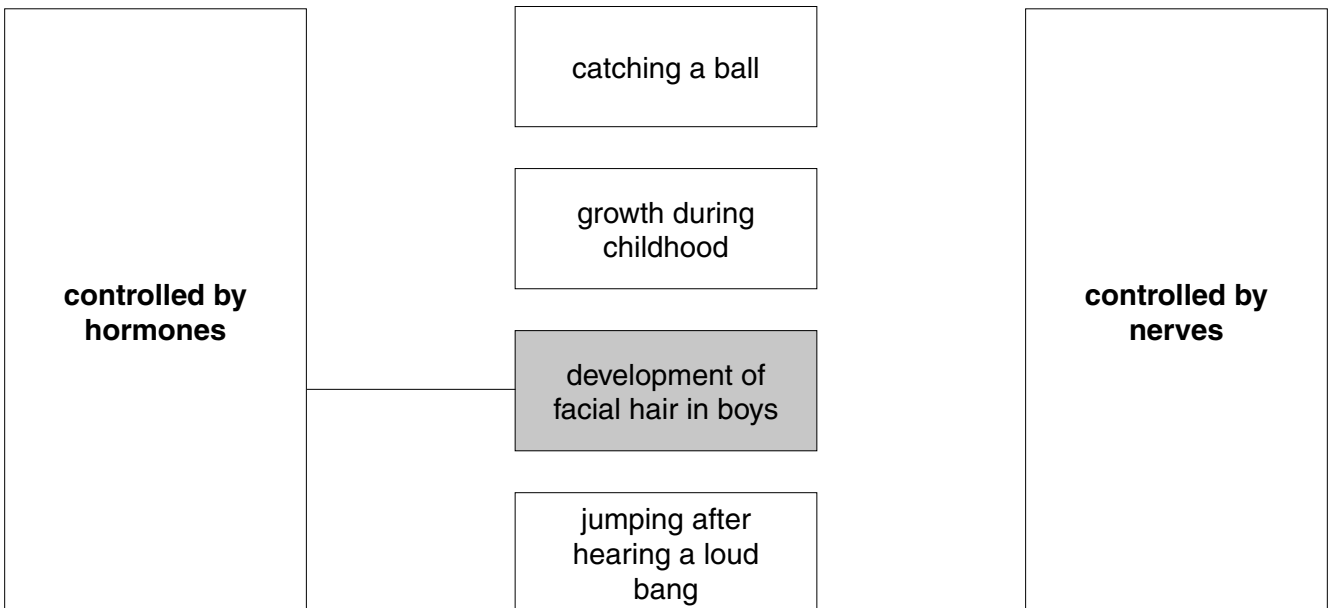 controlled by
hormones
catching a ball
growth during
childhood
development of
facial hair in boys
jumping after
hearing a loud
bang
controlled by
nerves